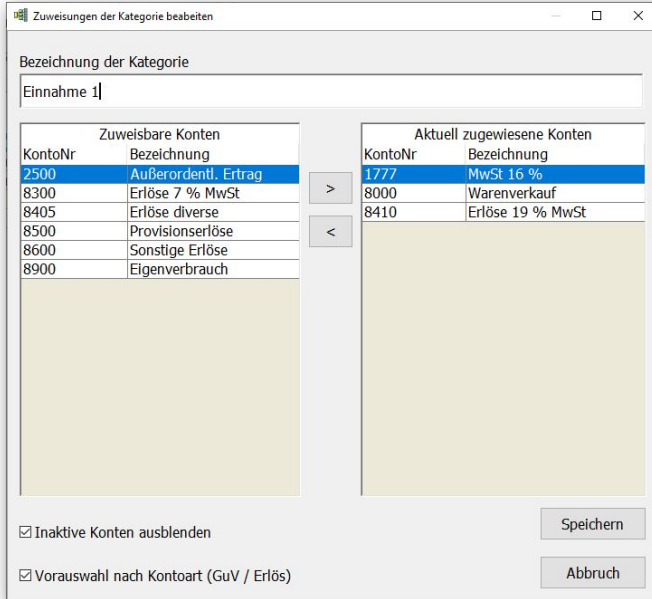 Zuweisungen der Kategorie beabeiten
Bezeichnung der Kategorie
Einnahme 1
Zuweisbare Konten
KontoNr Bezeichnung
2500 Außerordentl. Ertrag
8300 Erlöse 7 % MwSt
8405 Erlöse diverse
8500 Provisionserlöse
8600 Sonstige Erlöse
8900 Eigenverbrauch
>
<
Aktuell zugewiesene Konten
KontoNr Bezeichnung
1777 MwSt 16 %
8000 Warenverkauf
8410 Erlöse 19 % MwSt
Inaktive Konten ausblenden
Vorauswahl nach Kontoart (GuV / Erlös)
Speichern
Abbruch